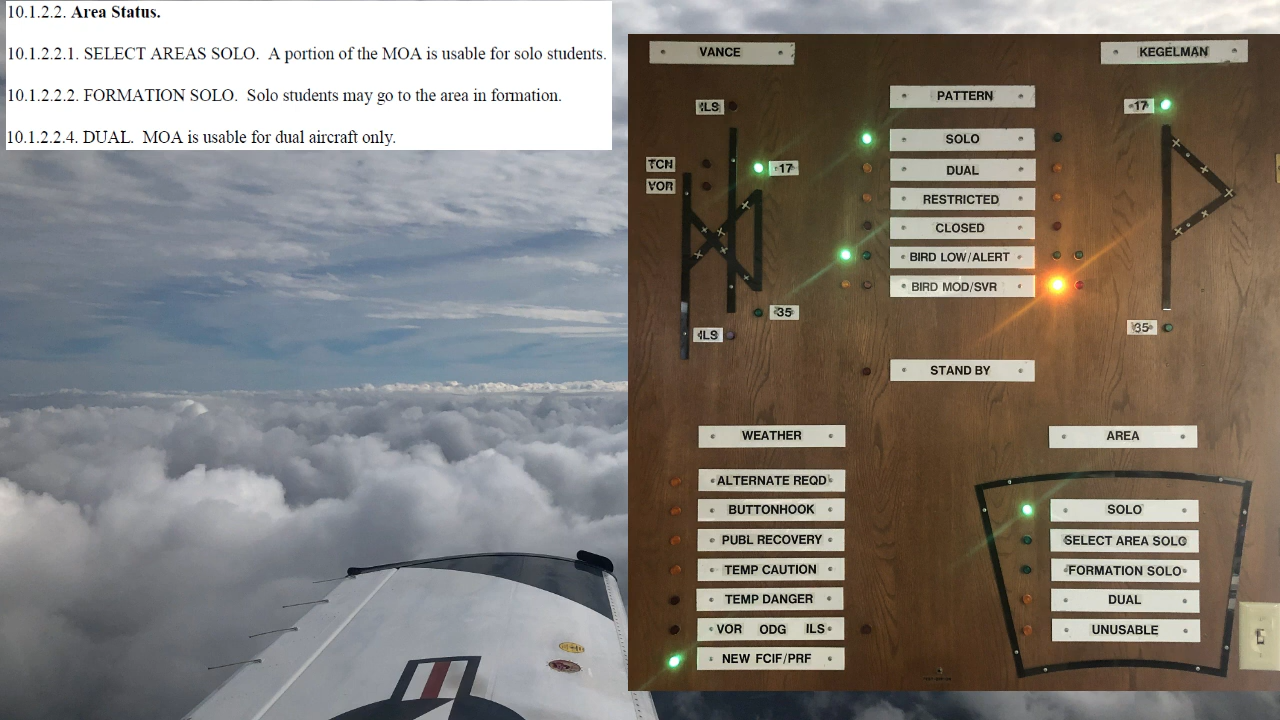 10.1.2.2. Area Status.
10.1.2.2.1. SELECT AREAS SOLO. A portion of the MOA is usable for solo students.
10.1.2.2.2. FORMATION SOLO. Solo students may go to the area in formation.
10.1.2.2.4. DUAL. MOA is usable for dual aircraft only.
VANCE
KEGELMAN
PATTERN
ILS
17
SOLO
TCN
17
DUAL
VOR
RESTRICTED
CLOSED
BIRD LOW/ALERT
BIRD MOD/SVR
35
35
ILS
STAND BY
WEATHER
ALTERNATE REQD
BUTTONHOOK
PUBL RECOVERY
TEMP CAUTION
TEMP DANGER
VOR ODG ILS
NEW FCIF/PRF
AREA
SOLO
SELECT AREA SOLO
FORMATION SOLO
DUAL
UNUSABLE